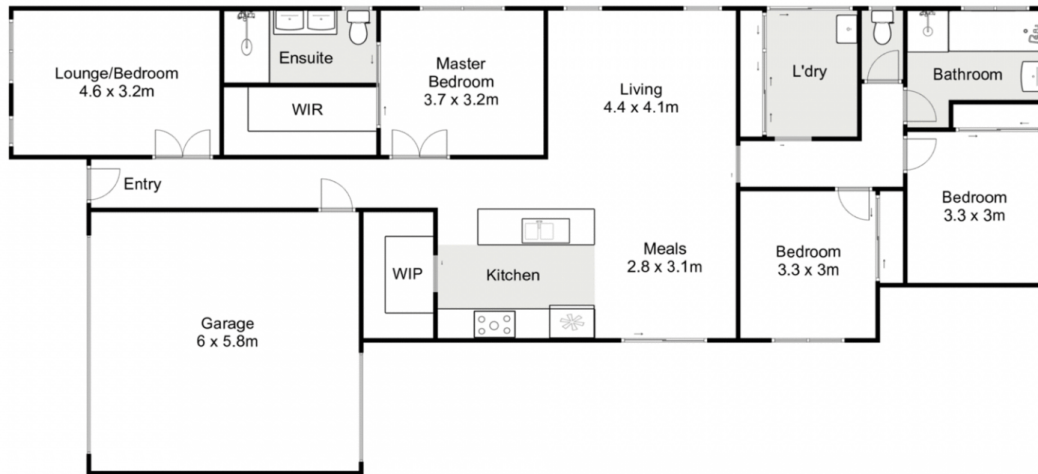 Lounge/Bedroom
4.6 x 3.2m
Ensuite
WIR
Master
Bedroom
3.7 x 3.2m
Living
4.4 x 4.1m
L'dry
Bathroom
Entry
Bedroom
3.3 x 3m
Bedroom
3.3 x 3m
Meals
2.8 x 3.1m
Kitchen
WIP
Garage
6 x 5.8m